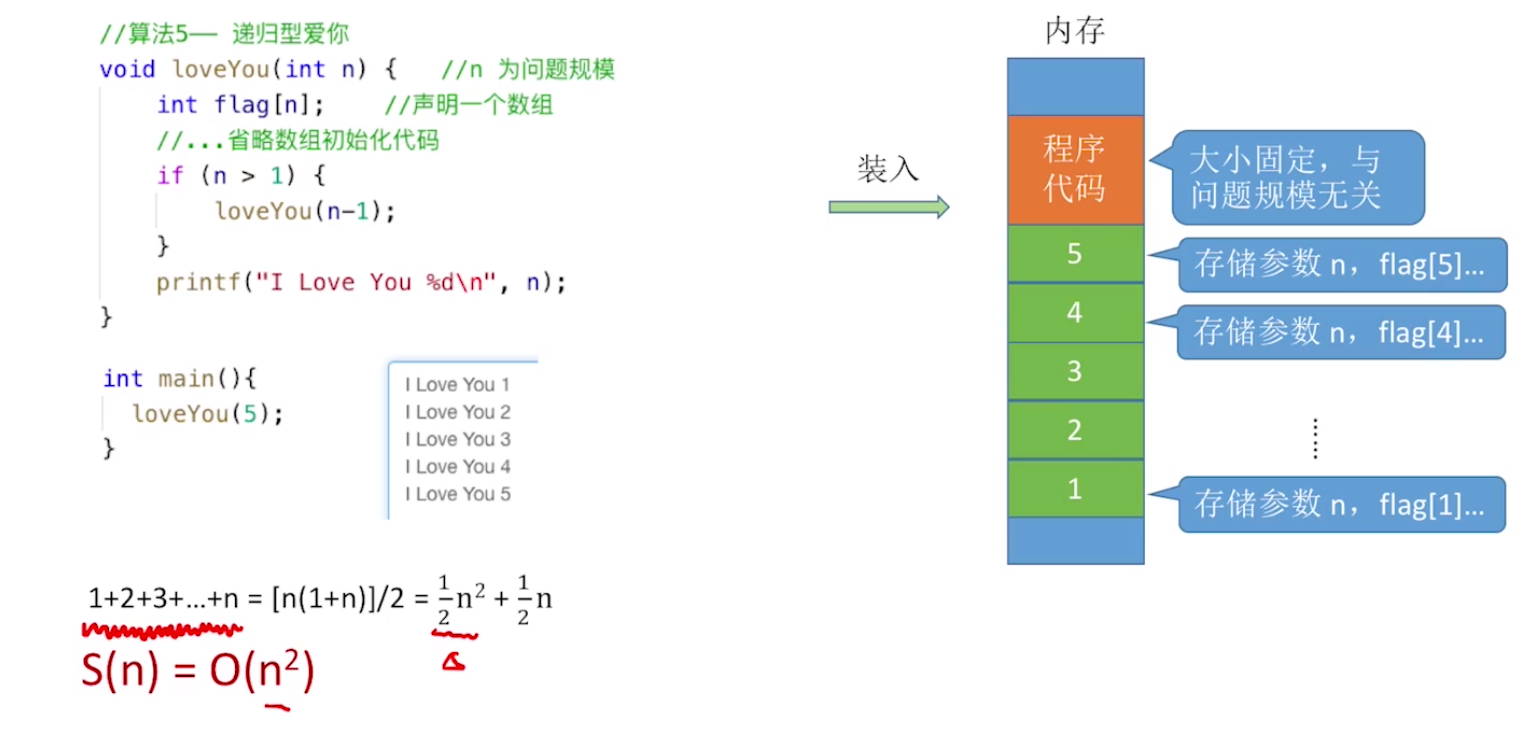 //算法5—— 递归型爱你
void loveYou(int n) {   //n 为问题规模
    int flag[n];    //声明一个数组
    //...省略数组初始化代码
    if (n > 1) {
        loveYou(n-1);
    }
    printf("I Love You %d\n", n);
}
int main(){
  loveYou(5);
}
I Love You 1
I Love You 2
I Love You 3
I Love You 4
I Love You 5
1+2+3+...+n = [n(1+n)]/2 = 1/2 n² + 1/2 n
S(n) = O(n²)
装入
内存
程序
代码
大小固定，与
问题规模无关
5
存储参数 n，flag[5]...
4
存储参数 n，flag[4]...
3
2
1
存储参数 n，flag[1]...